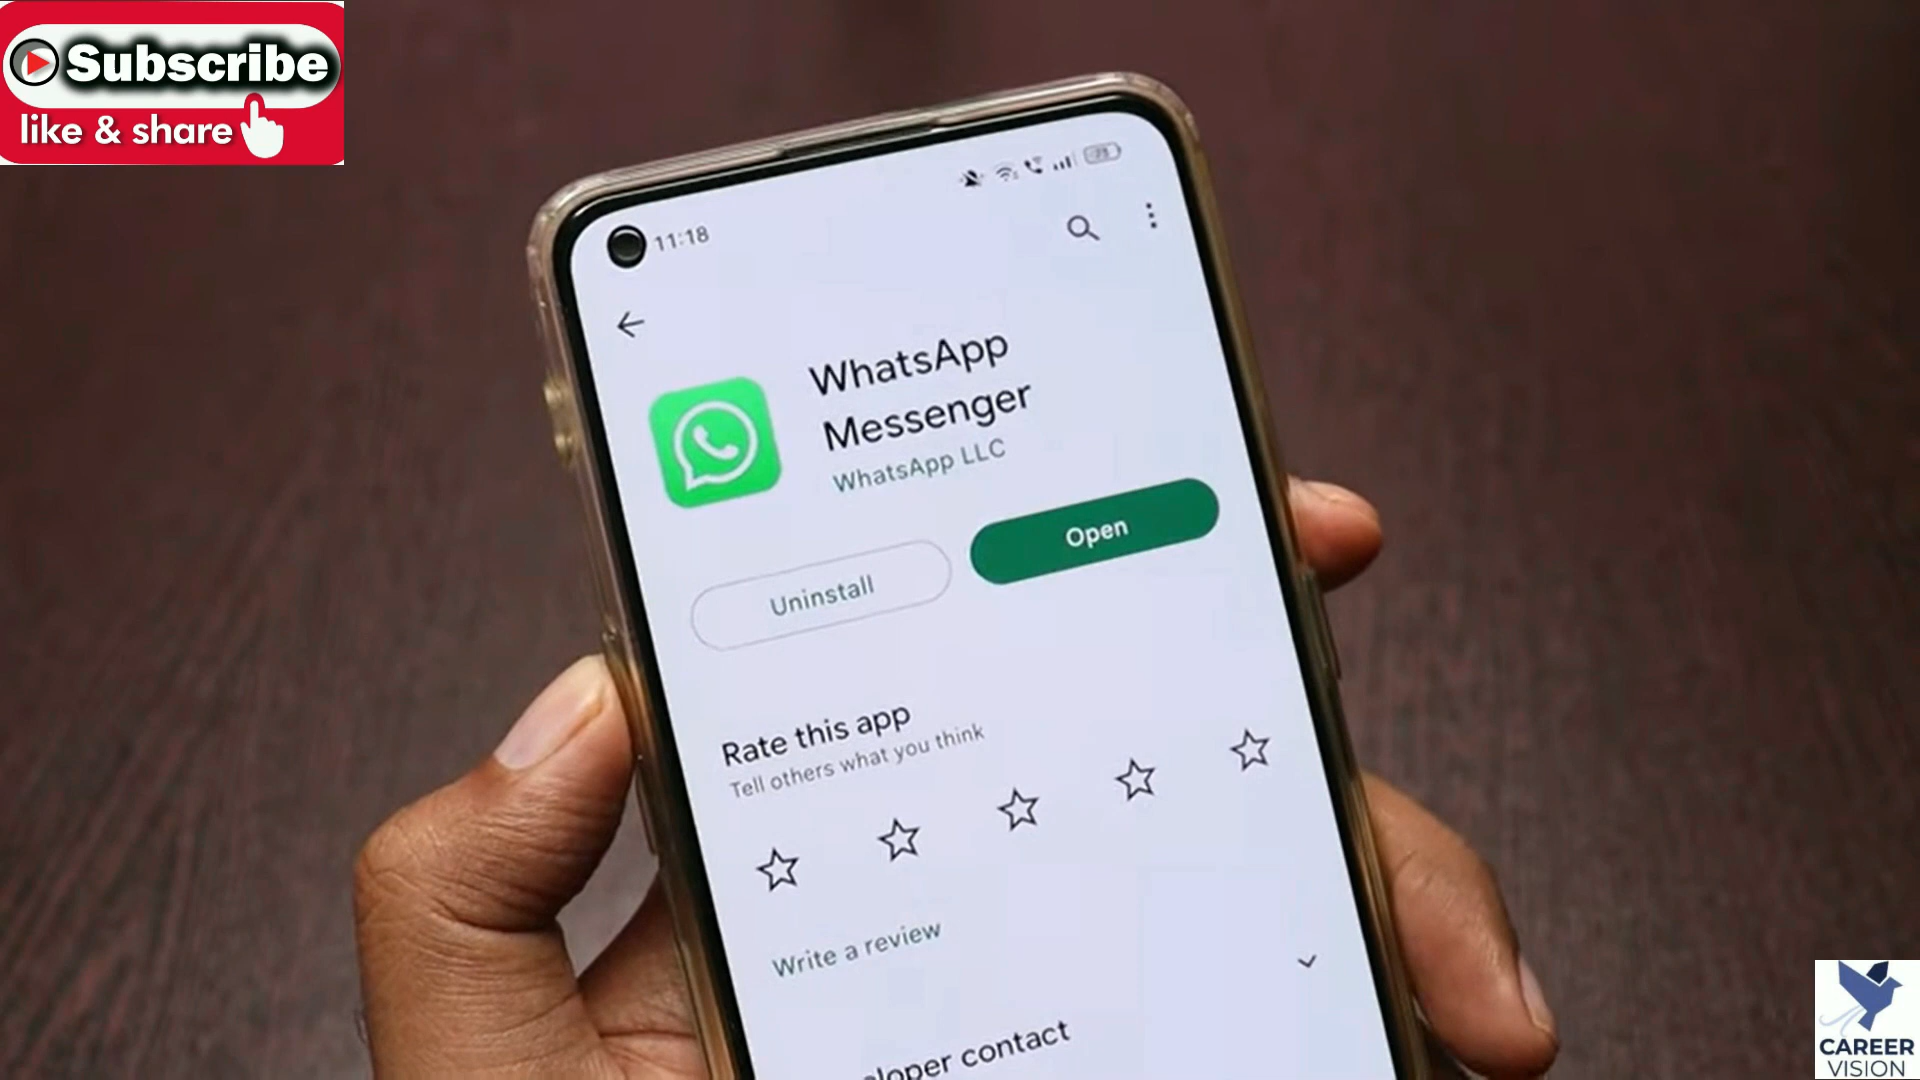 Subscribe
like & share
11:18
WhatsApp
Messenger
WhatsApp LLC
Uninstall
Open
Rate this app
Tell others what you think
Write a review
eloper contact
CAREER
VISION